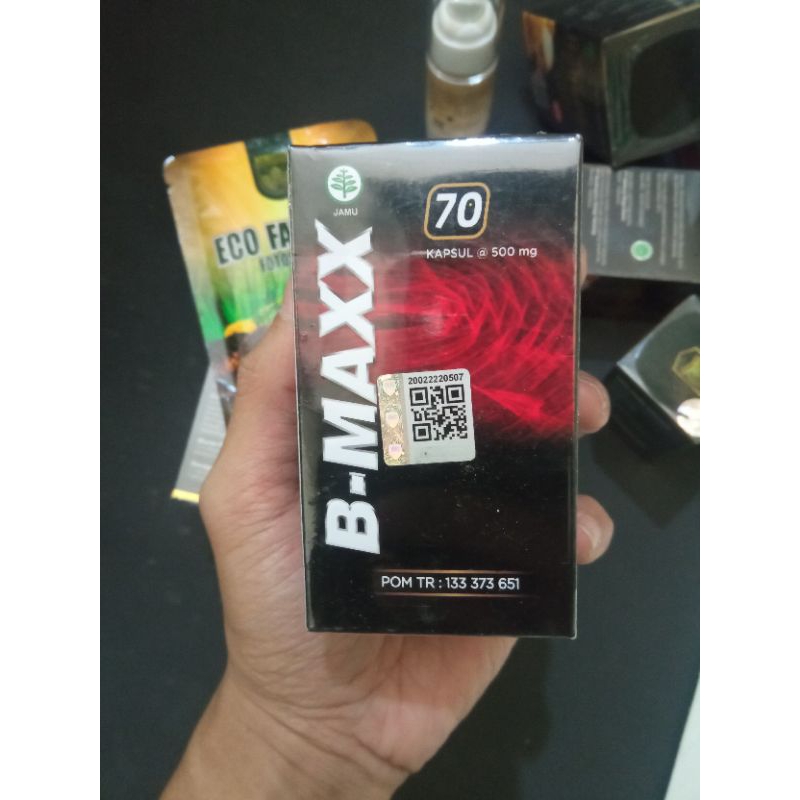 JAMU
70
KAPSUL @ 500 mg
B-MAXX
20022220507
POM TR : 133 373 651
ECO FA